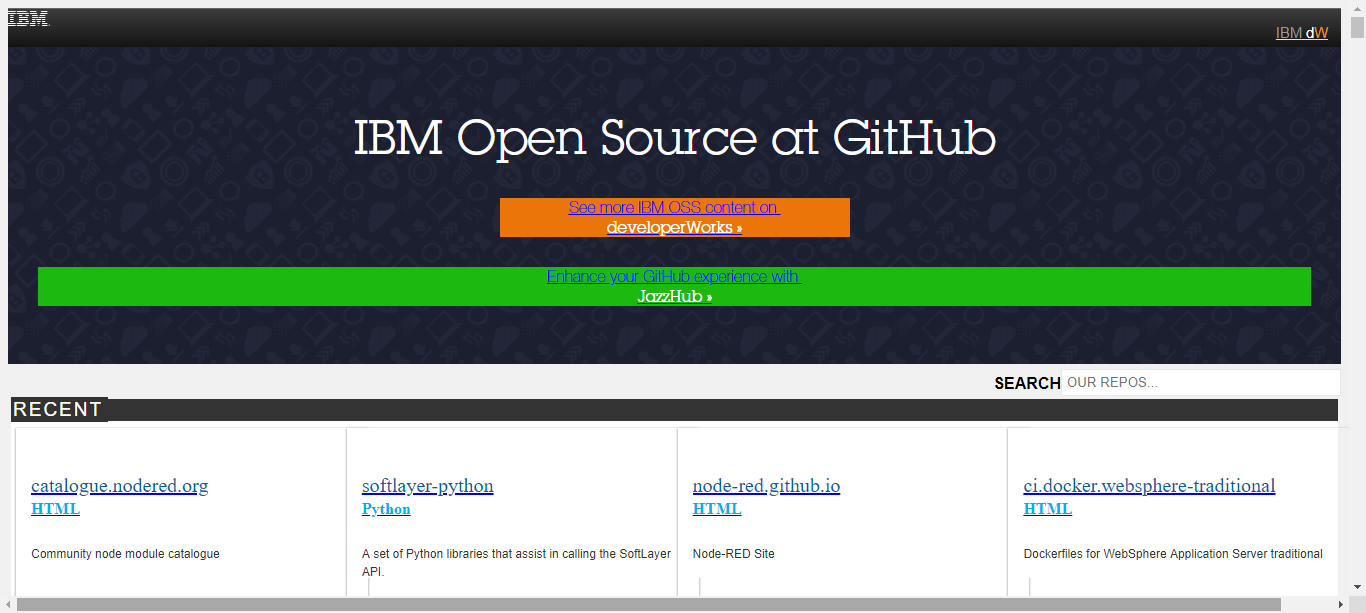 IBM
IBM dW
IBM Open Source at GitHub
See more IBM OSS content on
developerWorks »
Enhance your GitHub experience with
JazzHub »
SEARCH OUR REPOS...
RECENT
catalogue.nodered.org
HTML
Community node module catalogue
softlayer-python
Python
A set of Python libraries that assist in calling the SoftLayer
API.
node-red.github.io
HTML
Node-RED Site
ci.docker.websphere-traditional
HTML
Dockerfiles for WebSphere Application Server traditional